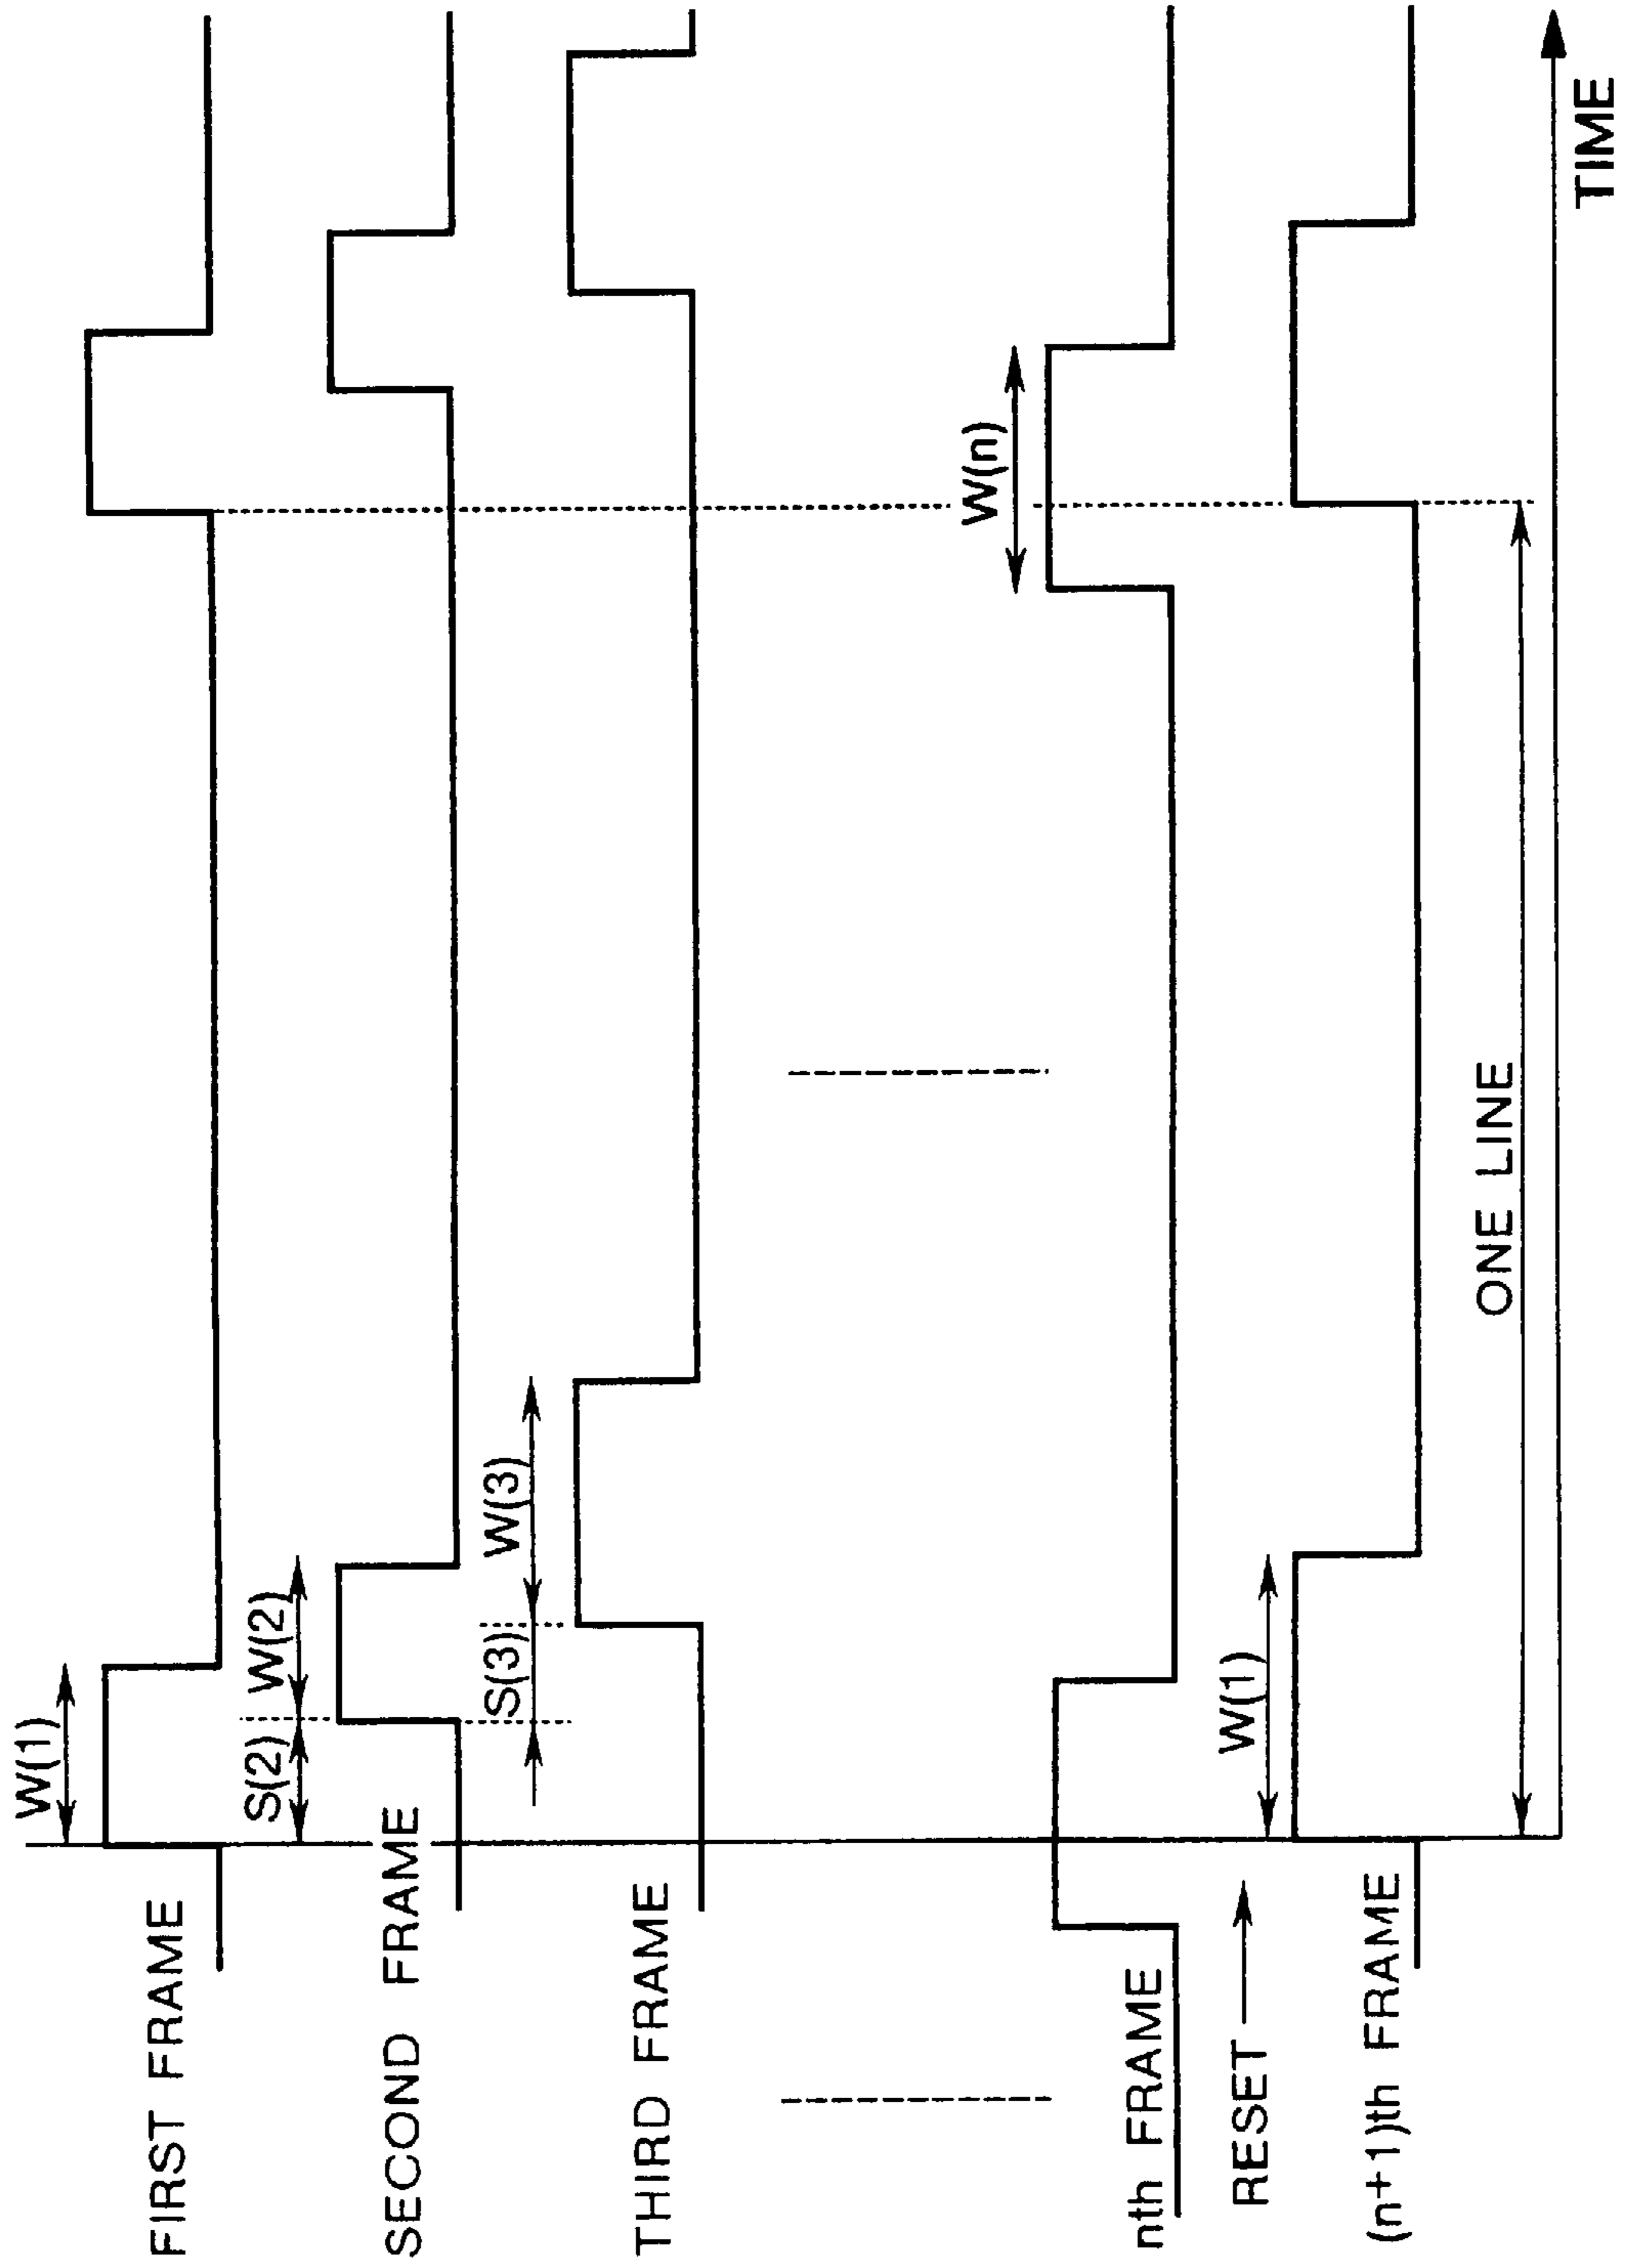 W(1)
FIRST FRAME
S(2) W(2)
SECOND FRAME
S(3) W(3)
THIRD FRAME
W(n)
nth FRAME
RESET
W(1)
(n+1)th FRAME
ONE LINE
TIME